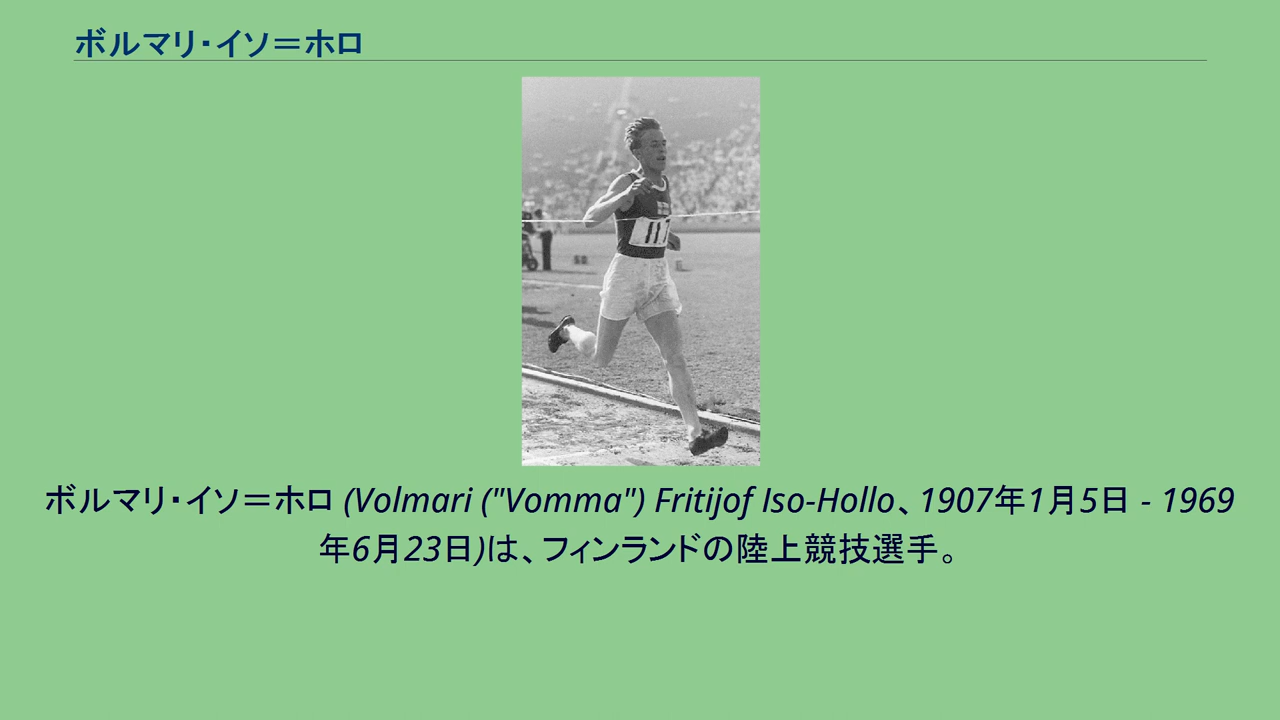 ボルマリ・イソ＝ホロ
ボルマリ・イソ＝ホロ (Volmari ("Vomma") Fritijof Iso-Hollo、1907年1月5日 - 1969
年6月23日)は、フィンランドの陸上競技選手。